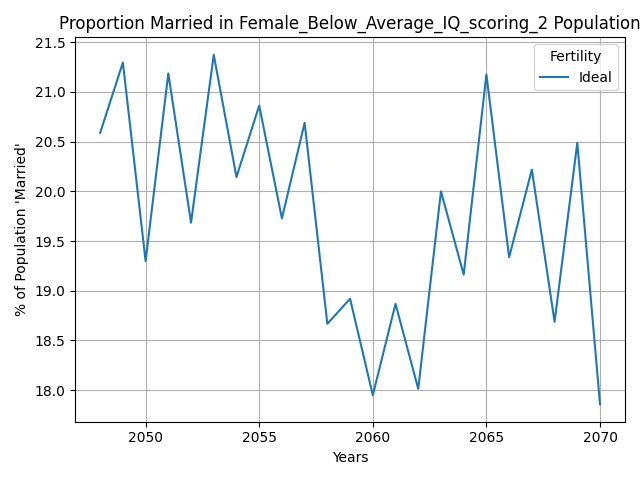 Proportion Married in Female_Below_Average_IQ_scoring_2 Population
Fertility
Ideal
% of Population 'Married'
21.5
21.0
20.5
20.0
19.5
19.0
18.5
18.0
2050 2055 2060 2065 2070
Years